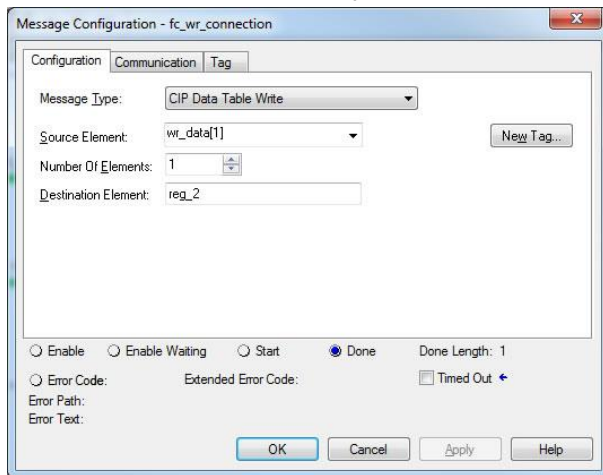 Message Configuration - fc_wr_connection
Configuration Communication Tag
Message Type: CIP Data Table Write
Source Element: wr_data[1] New Tag...
Number Of Elements: 1
Destination Element: reg_2
Enable Enable Waiting Start Done Done Length: 1
Error Code: Extended Error Code: Timed Out
Error Path:
Error Text:
OK Cancel Apply Help